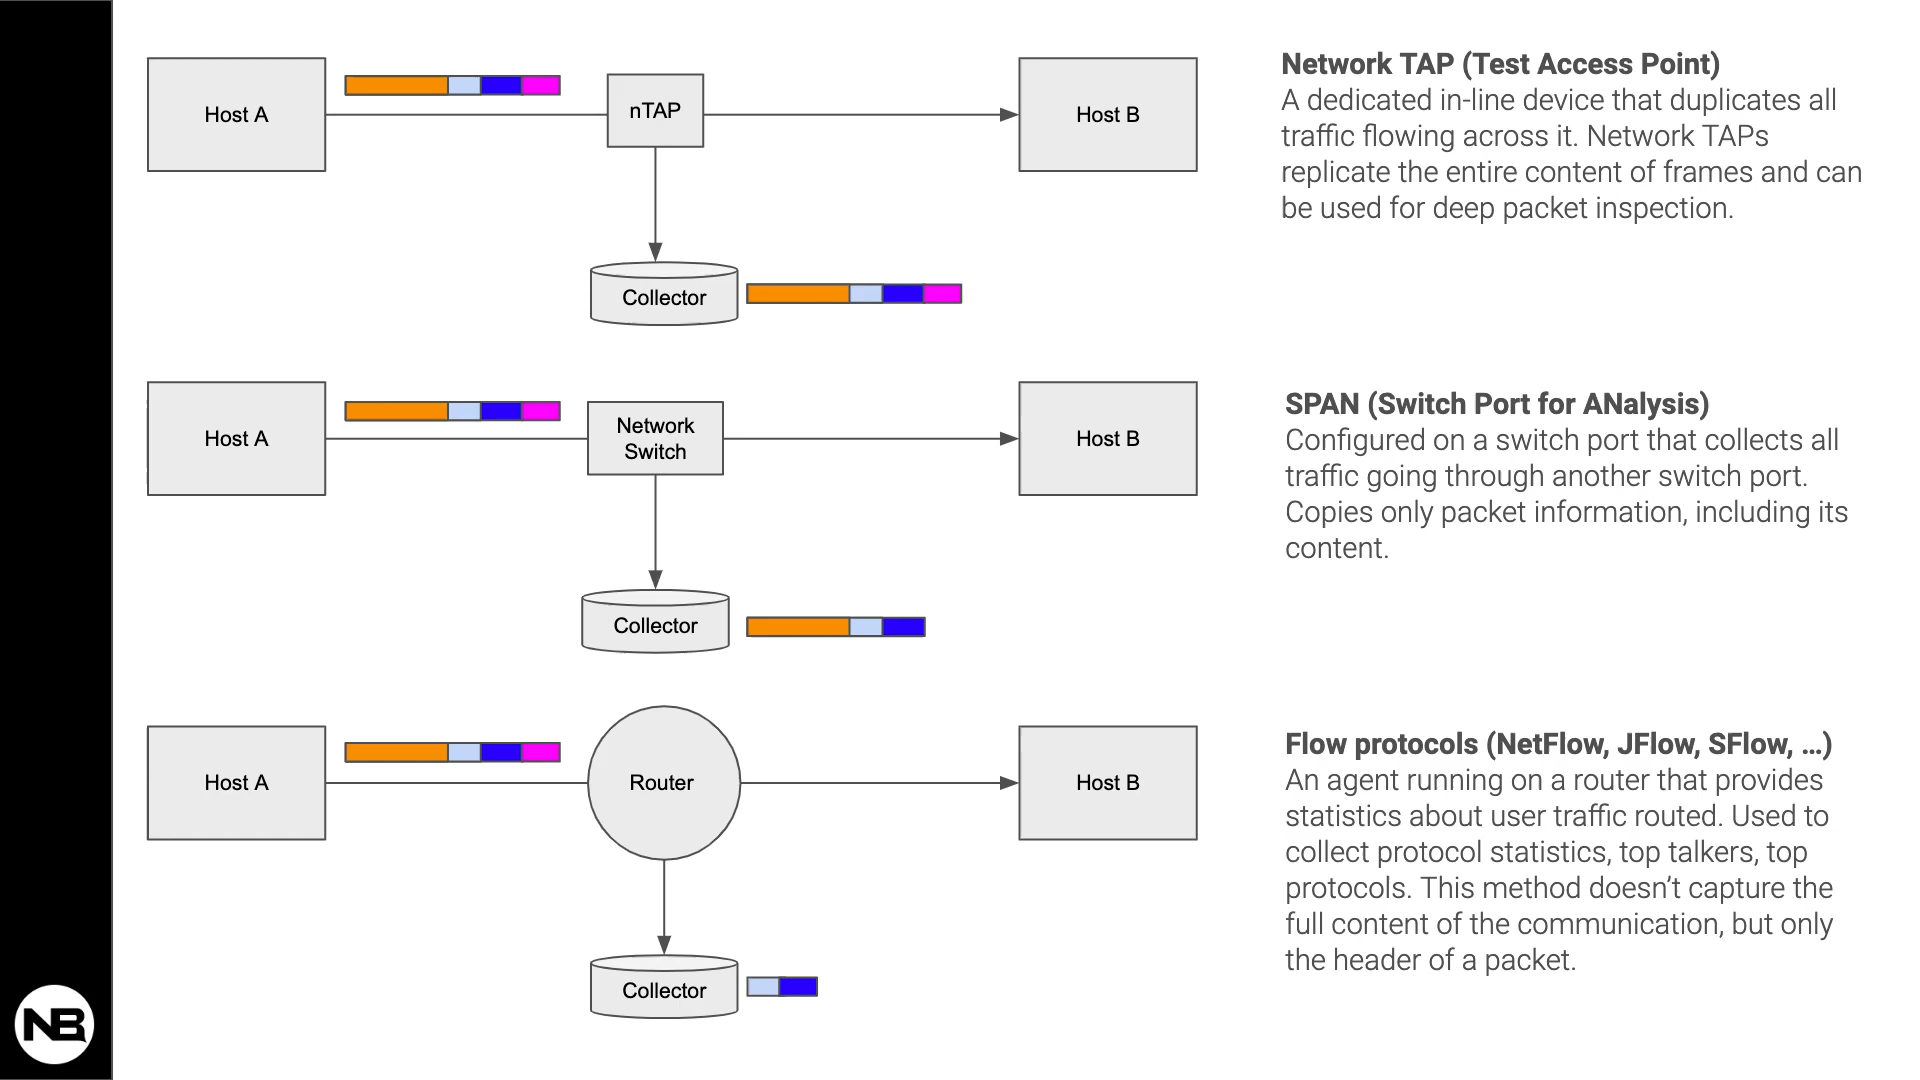 Host A
nTAP
Host B
Collector
Network TAP (Test Access Point)
A dedicated in-line device that duplicates all
traffic flowing across it. Network TAPs
replicate the entire content of frames and can
be used for deep packet inspection.
Host A
Network
Switch
Host B
Collector
SPAN (Switch Port for ANalysis)
Configured on a switch port that collects all
traffic going through another switch port.
Copies only packet information, including its
content.
Host A
Router
Host B
Collector
Flow protocols (NetFlow, JFlow, SFlow, …)
An agent running on a router that provides
statistics about user traffic routed. Used to
collect protocol statistics, top talkers, top
protocols. This method doesn’t capture the
full content of the communication, but only
the header of a packet.
NB